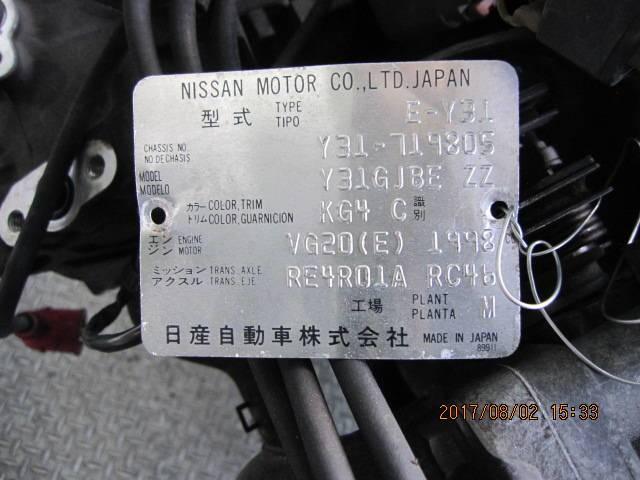 NISSAN MOTOR CO.,LTD.JAPAN
型式 TYPE TIPO E-Y31
CHASSIS NO. NO DE CHASIS Y31-719805
MODEL MODELO Y31GJBE ZZ
カラー COLOR,TRIM トリム COLOR,GUARNICION KG4 C 識別
エンジン ENGINE MOTOR VG20(E) 1998
ミッション TRANS. AXLE アクスル TRANS. EJE RE4R01A RC46
工場 PLANT PLANTA M
日産自動車株式会社 MADE IN JAPAN
89911
2017/08/02 15:33